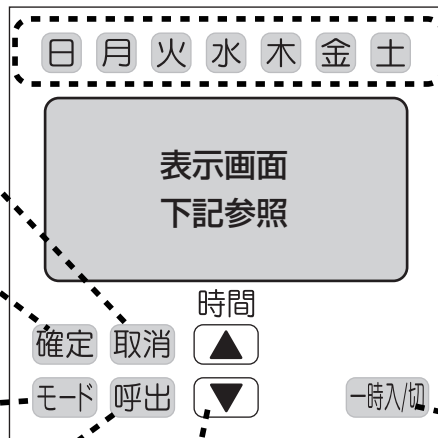 日 月 火 水 木 金 土
表示画面
下記参照
時間
確定 取消 ▲
モード 呼出 ▼ 一時入/切